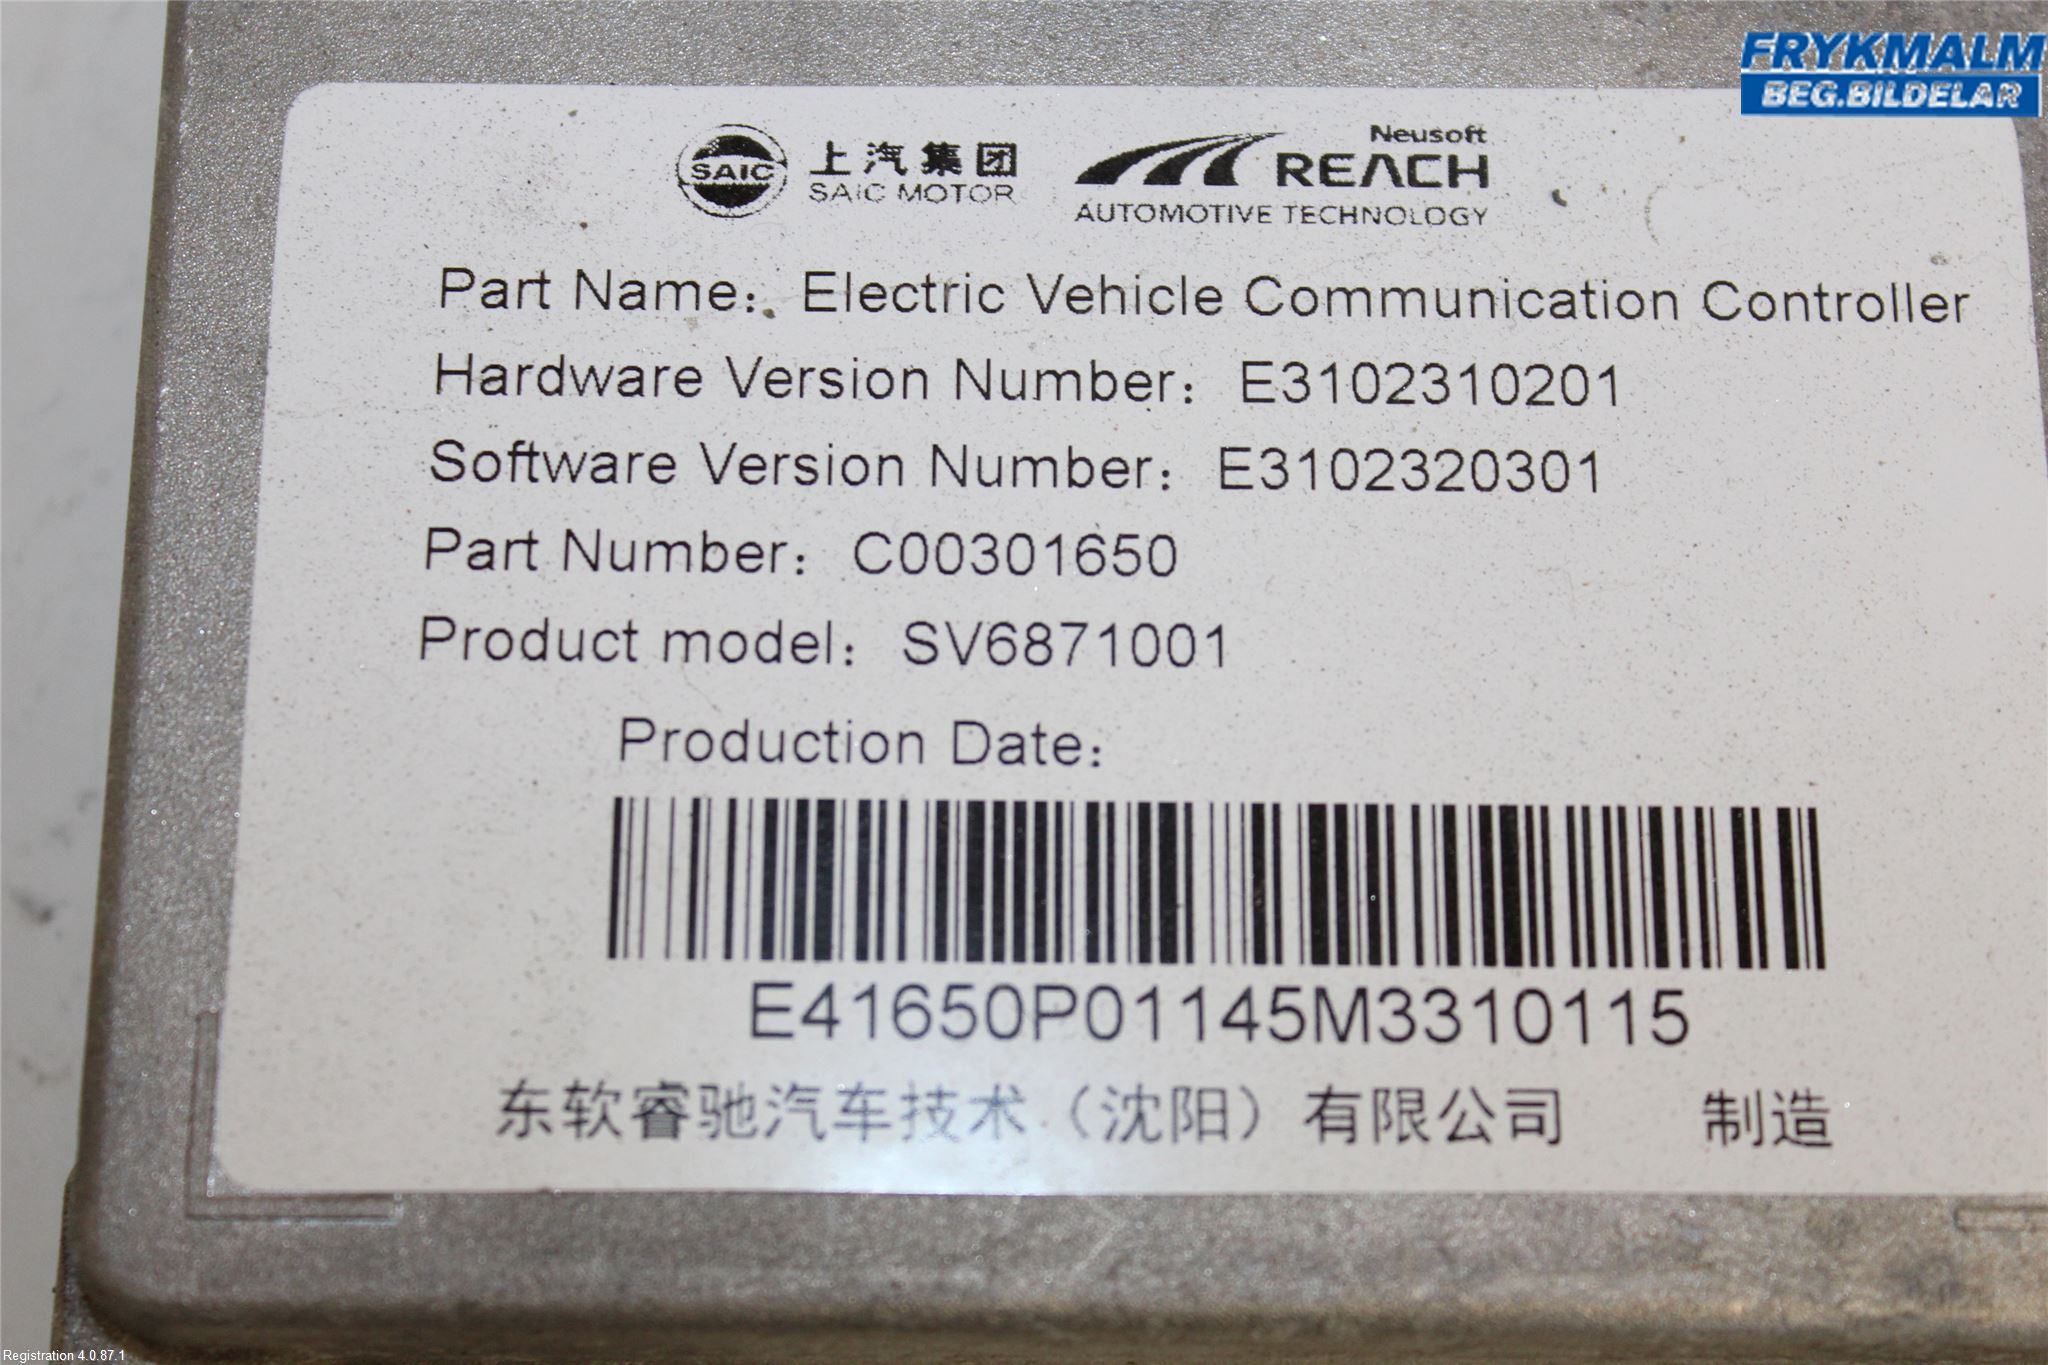 FRYKMALM
BEG.BILDELAR
SAIC
上汽集团
SAIC MOTOR
Neusoft
REACH
AUTOMOTIVE TECHNOLOGY
Part Name：Electric Vehicle Communication Controller
Hardware Version Number：E3102310201
Software Version Number：E3102320301
Part Number：C00301650
Product model：SV6871001
Production Date：
E41650P01145M3310115
东软睿驰汽车技术（沈阳）有限公司 制造
Registration 4.0.87.1